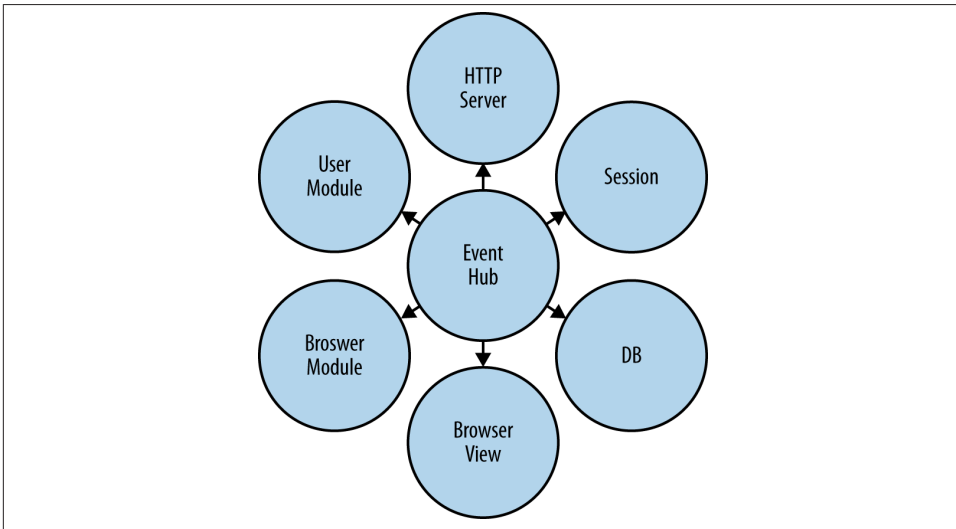 HTTP
Server
User
Module
Session
Event
Hub
Broswer
Module
DB
Browser
View